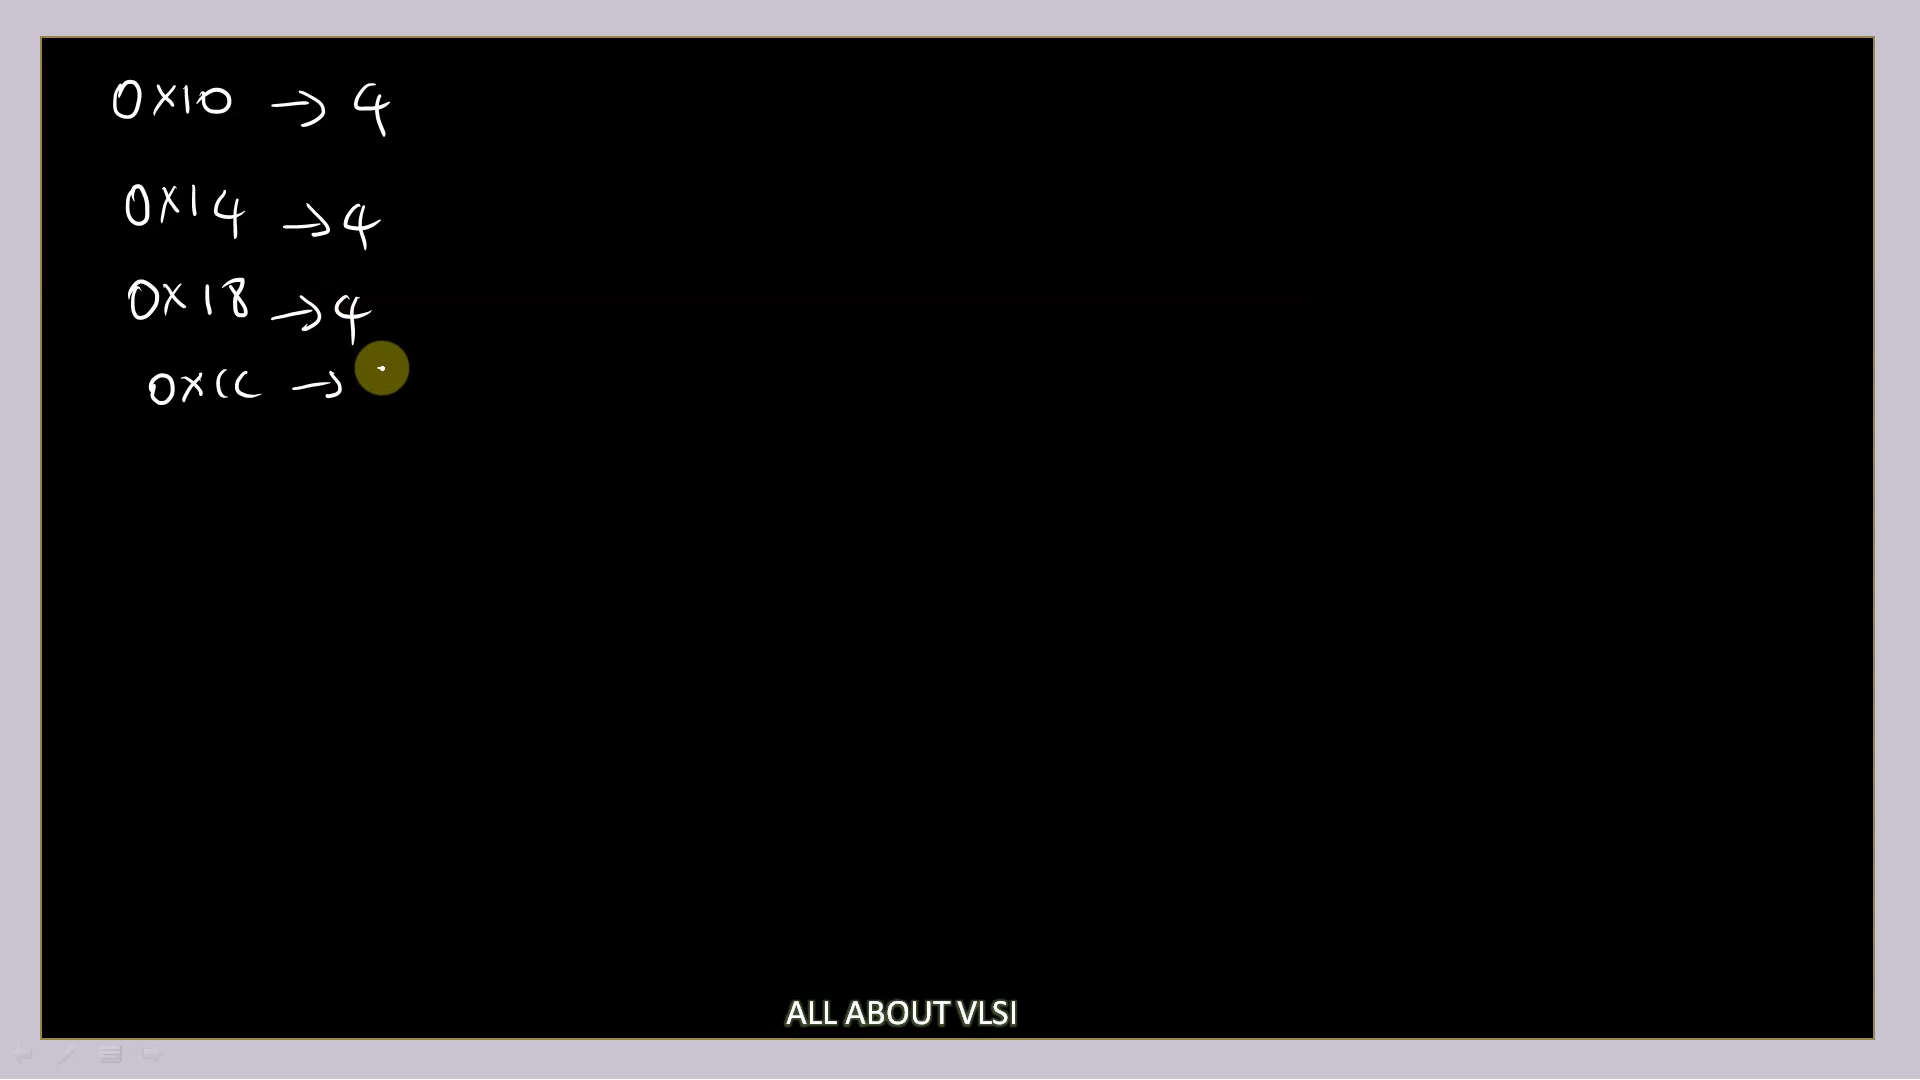 0x10 → 4
0x14 → 4
0x18 → 4
0x1C →
ALL ABOUT VLSI